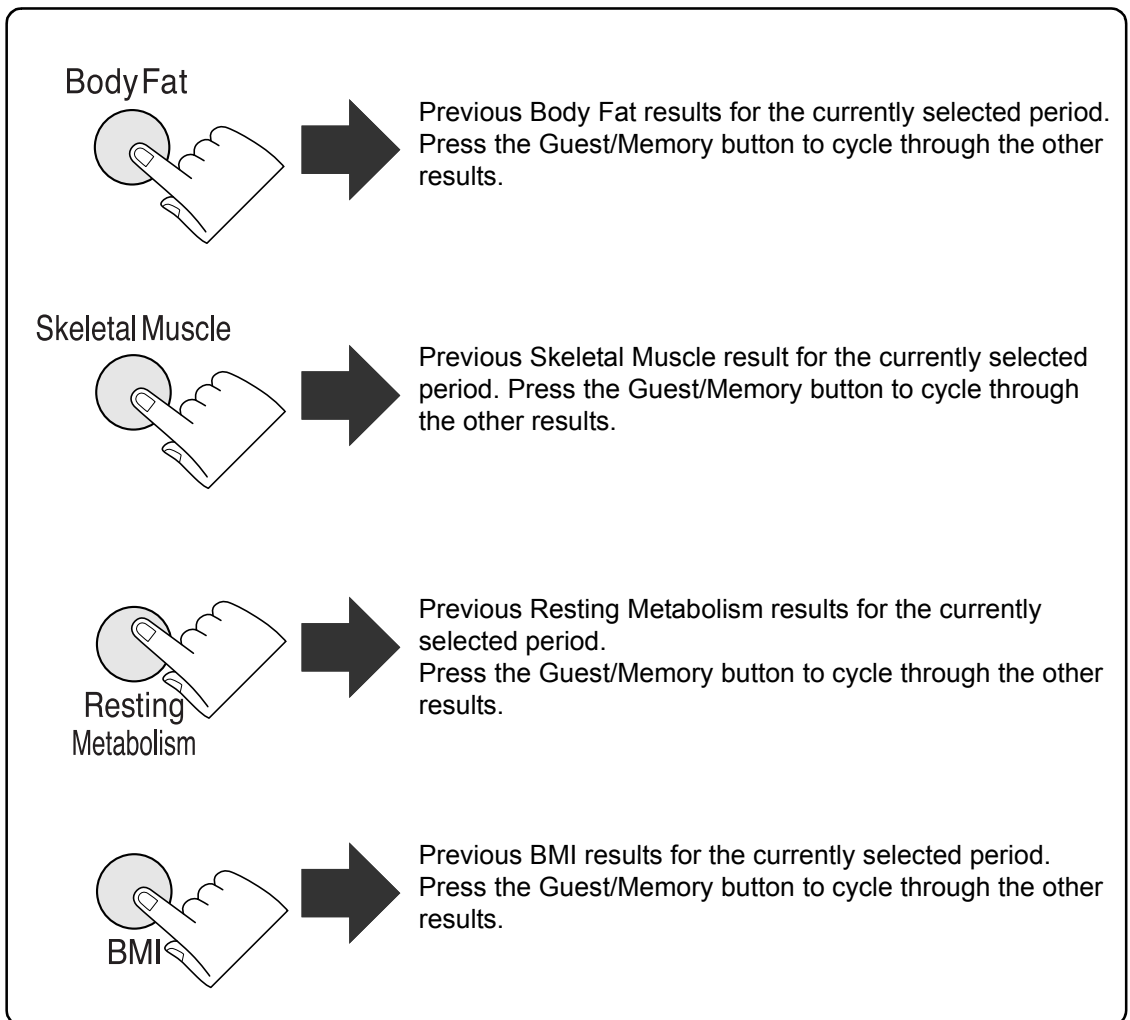 Body Fat
Previous Body Fat results for the currently selected period.
Press the Guest/Memory button to cycle through the other
results.
Skeletal Muscle
Previous Skeletal Muscle result for the currently selected
period. Press the Guest/Memory button to cycle through
the other results.
Previous Resting Metabolism results for the currently
selected period.
Press the Guest/Memory button to cycle through the other
results.
Resting
Metabolism
Previous BMI results for the currently selected period.
Press the Guest/Memory button to cycle through the other
results.
BMI